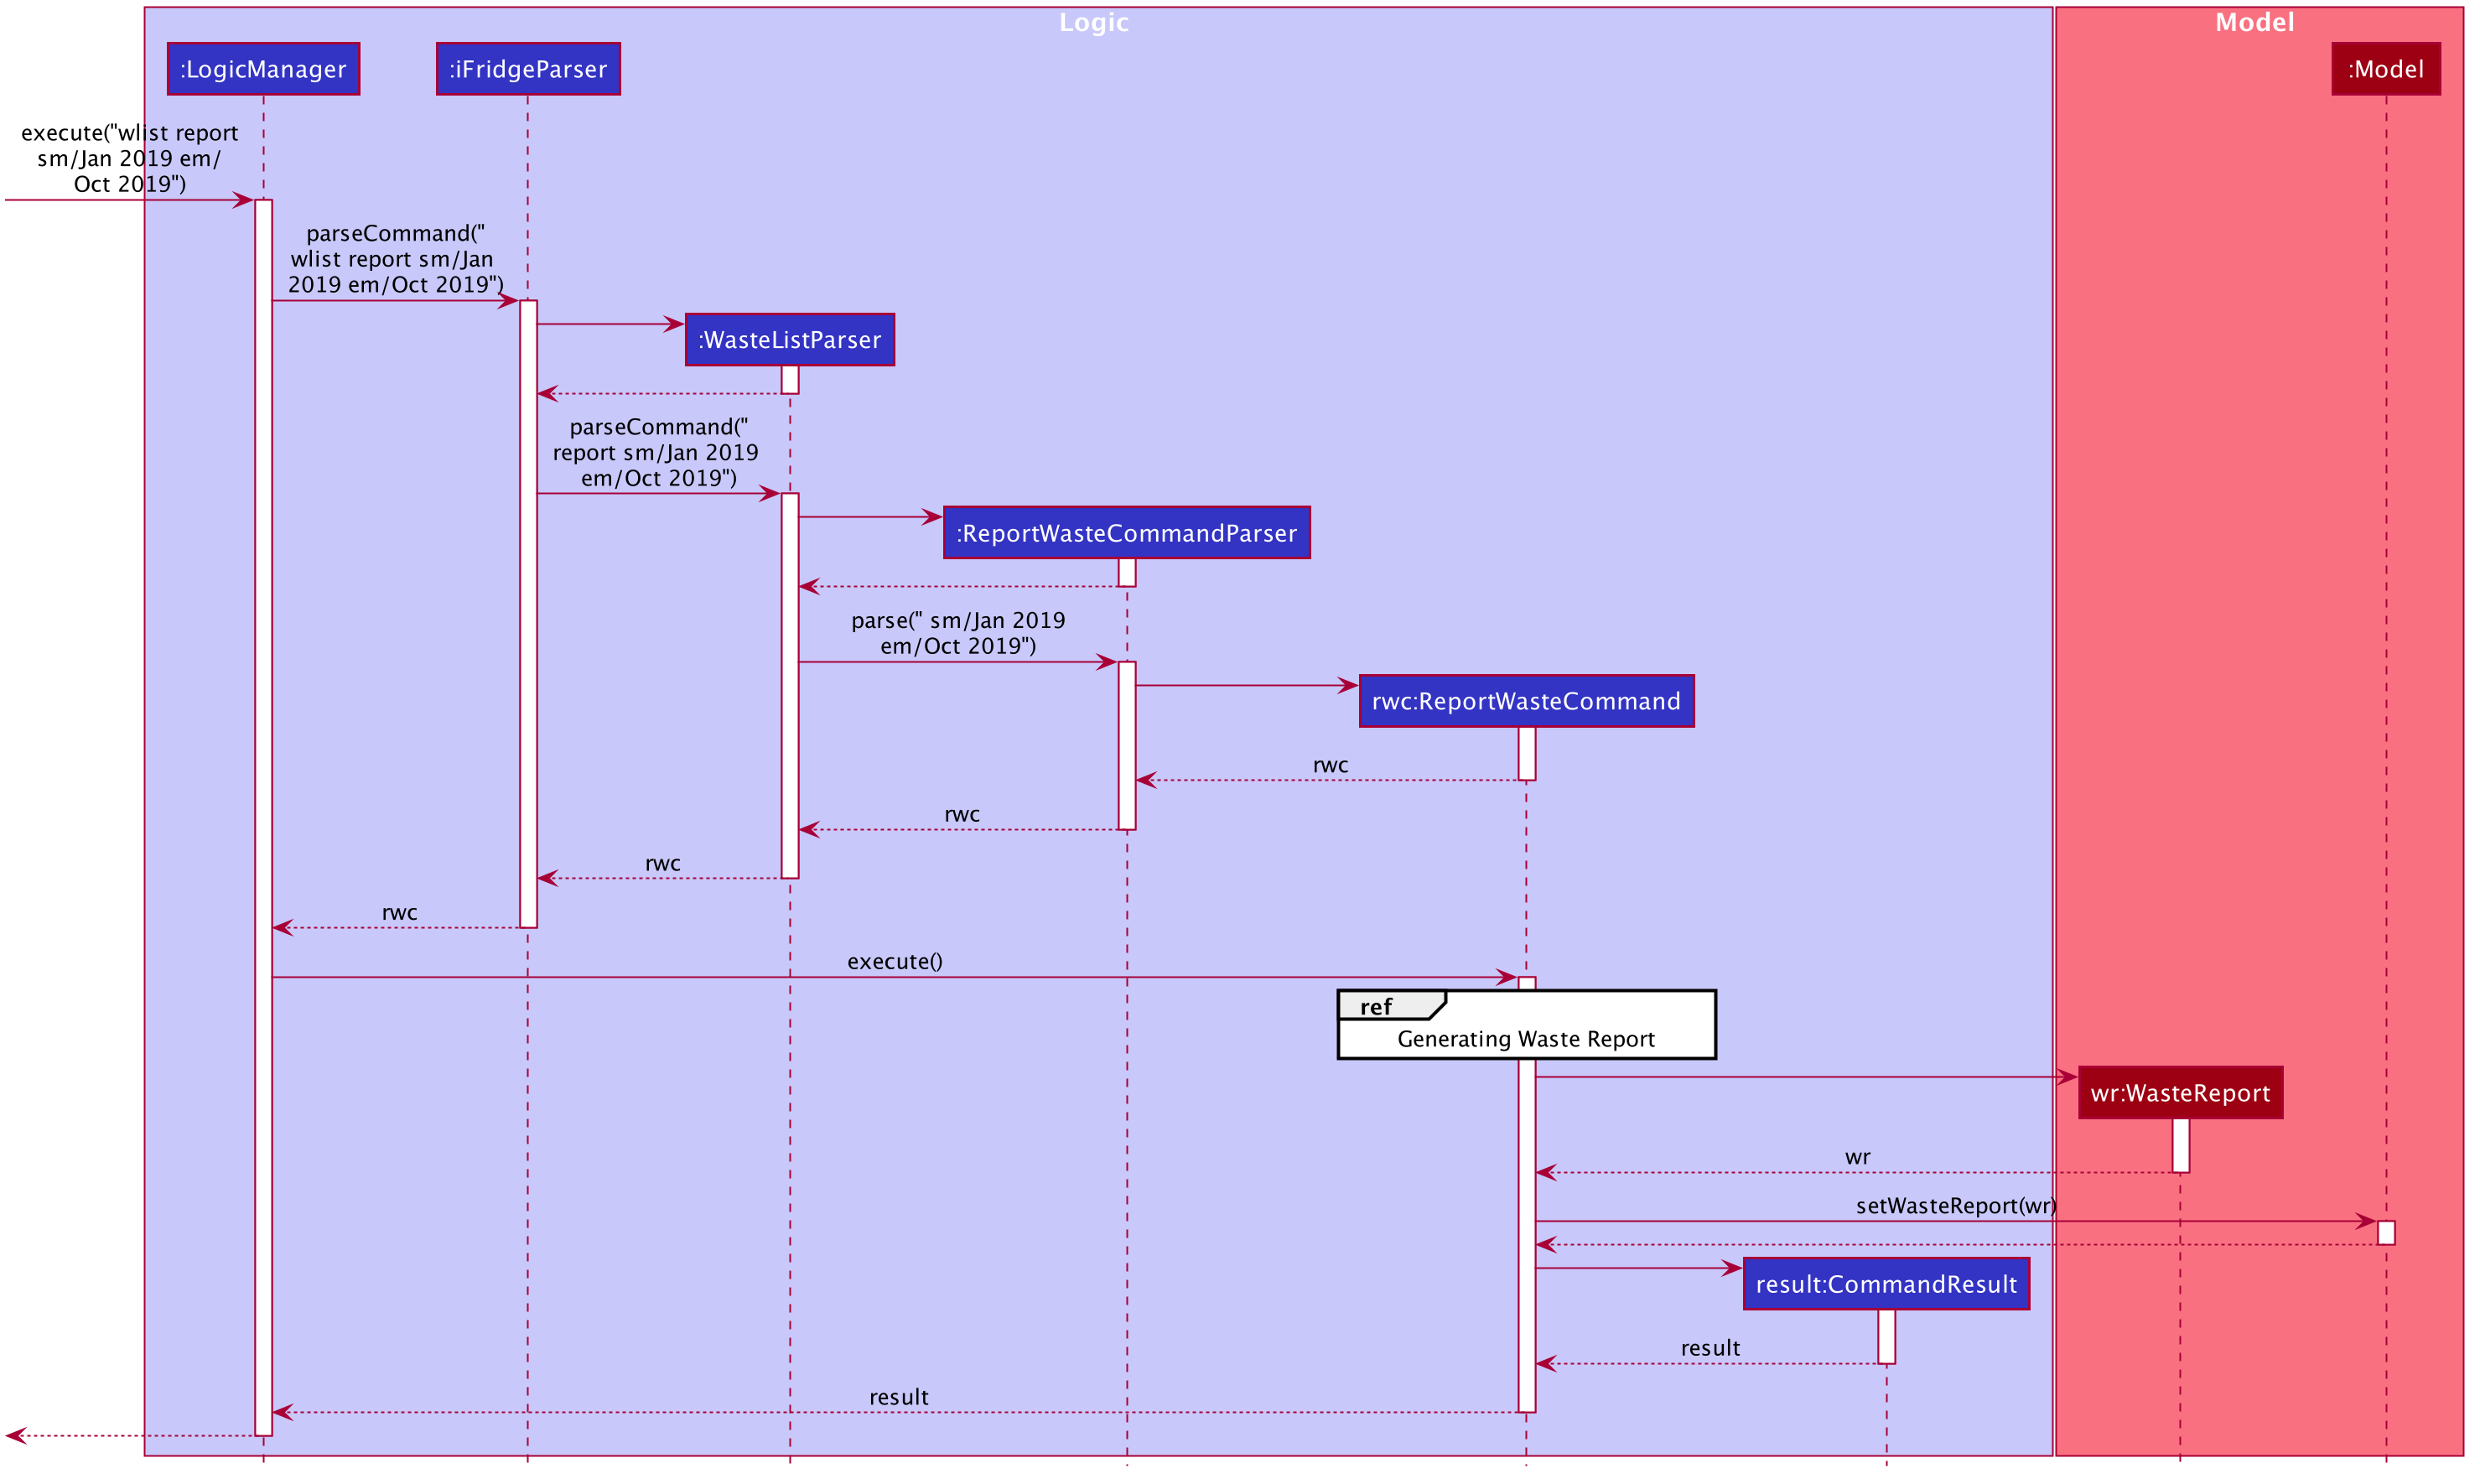 Logic
Model
:LogicManager
:iFridgeParser
:Model
execute("wlist report
sm/Jan 2019 em/
Oct 2019")
parseCommand("
wlist report sm/Jan
2019 em/Oct 2019")
:WasteListParser
parseCommand("
report sm/Jan 2019
em/Oct 2019")
:ReportWasteCommandParser
parse(" sm/Jan 2019
em/Oct 2019")
rwc:ReportWasteCommand
rwc
rwc
rwc
rwc
execute()
ref
Generating Waste Report
wr:WasteReport
wr
setWasteReport(wr)
result:CommandResult
result
result